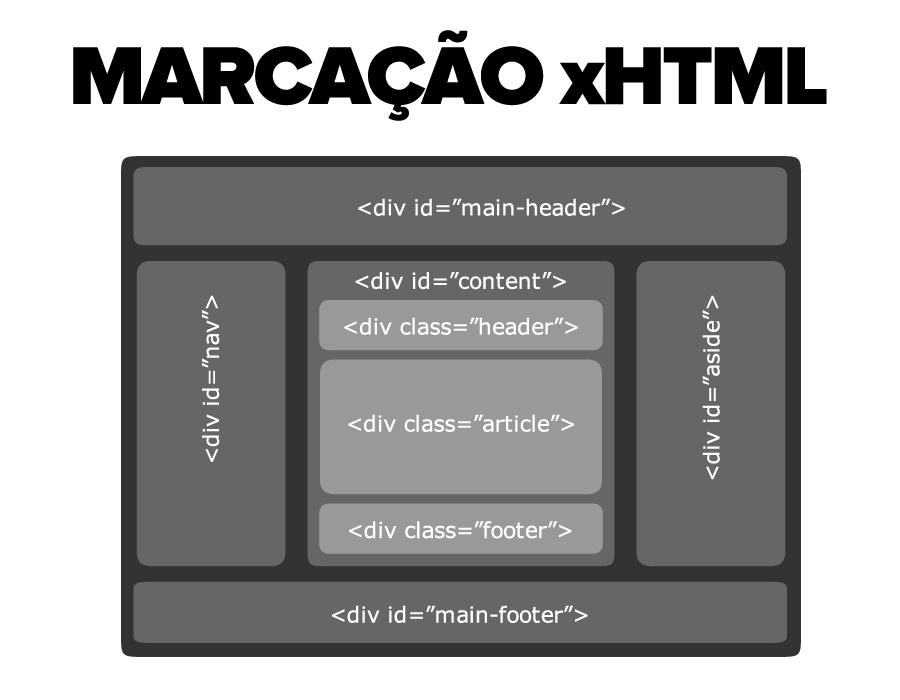 MARCAÇÃO xHTML
<div id=”main-header”>
<div id=”nav”>
<div id=”content”>
<div class=”header”>
<div class=”article”>
<div class=”footer”>
<div id=”aside”>
<div id=”main-footer”>